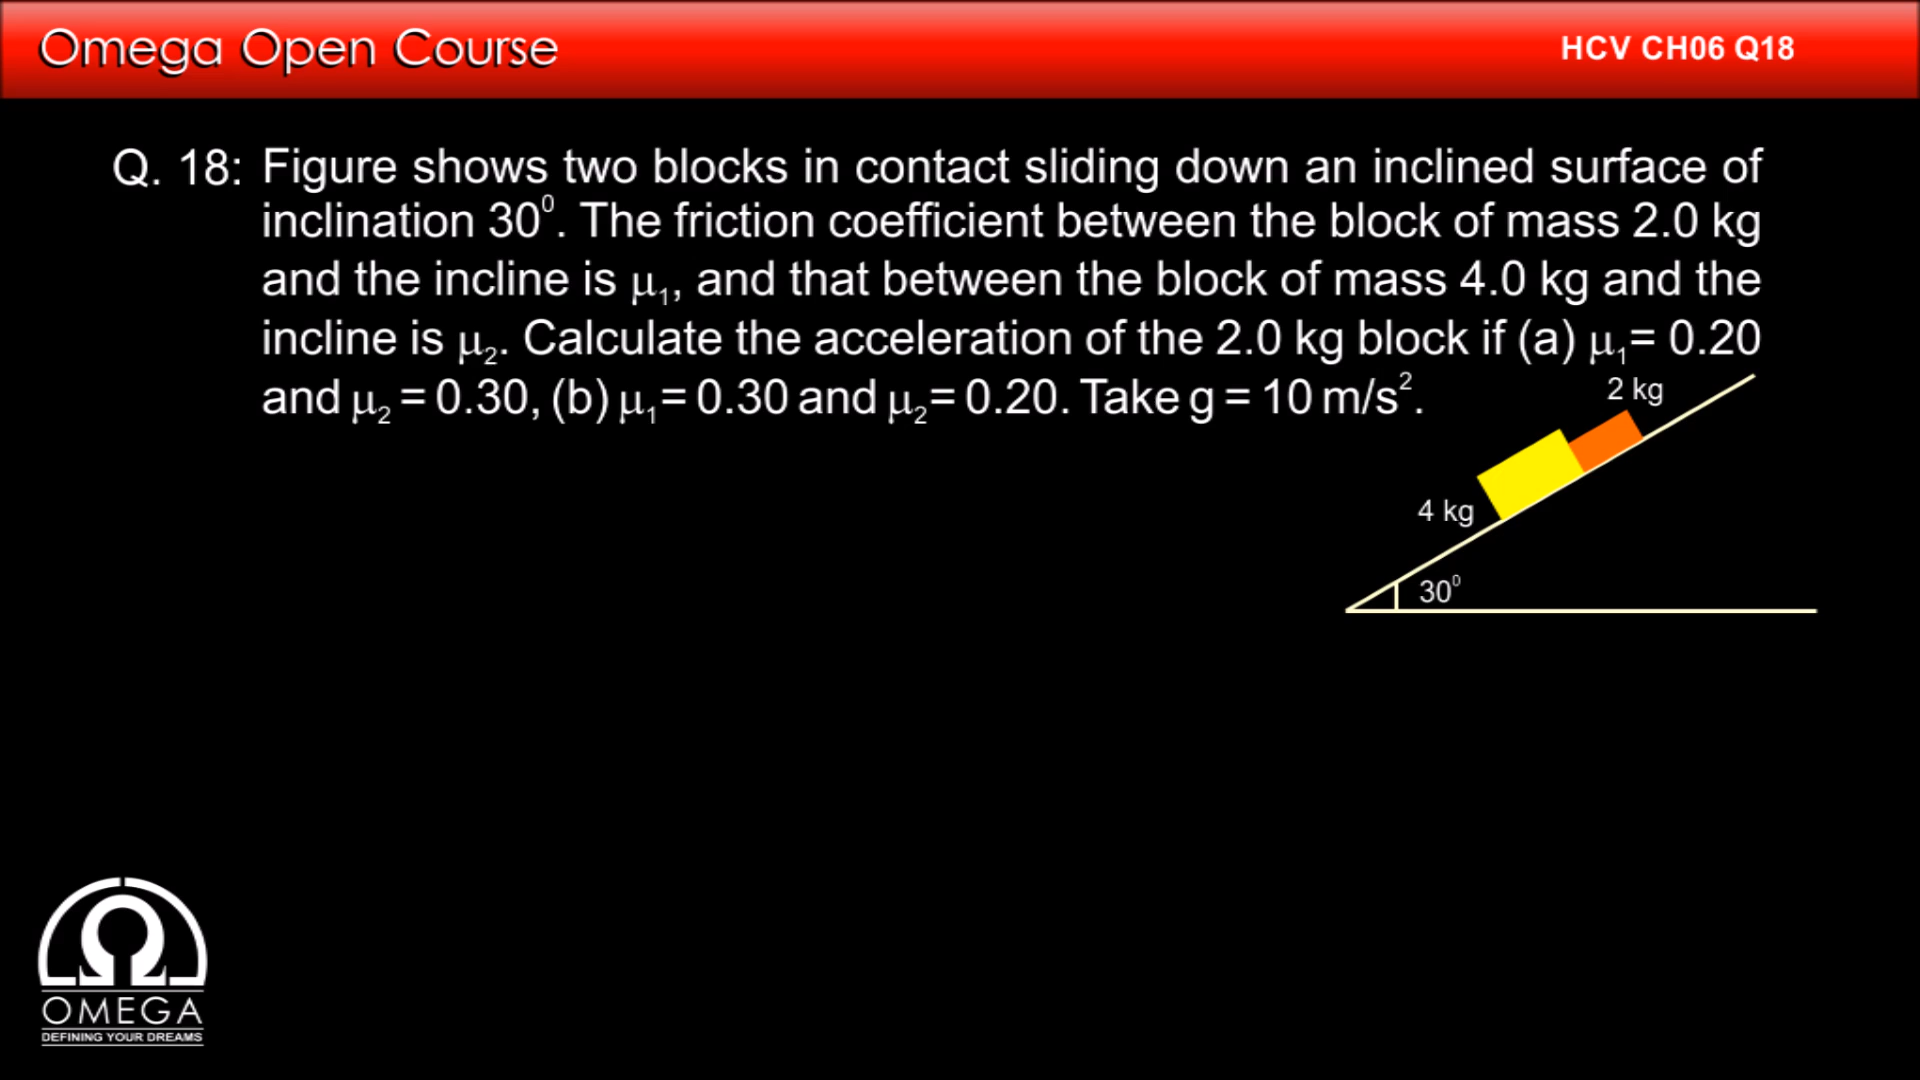 Omega Open Course
HCV CH06 Q18
Q. 18: Figure shows two blocks in contact sliding down an inclined surface of
inclination 30⁰. The friction coefficient between the block of mass 2.0 kg
and the incline is μ₁, and that between the block of mass 4.0 kg and the
incline is μ₂. Calculate the acceleration of the 2.0 kg block if (a) μ₁= 0.20
and μ₂ = 0.30, (b) μ₁= 0.30 and μ₂= 0.20. Take g = 10 m/s².
2 kg
4 kg
30⁰
Ω
OMEGA
DEFINING YOUR DREAMS